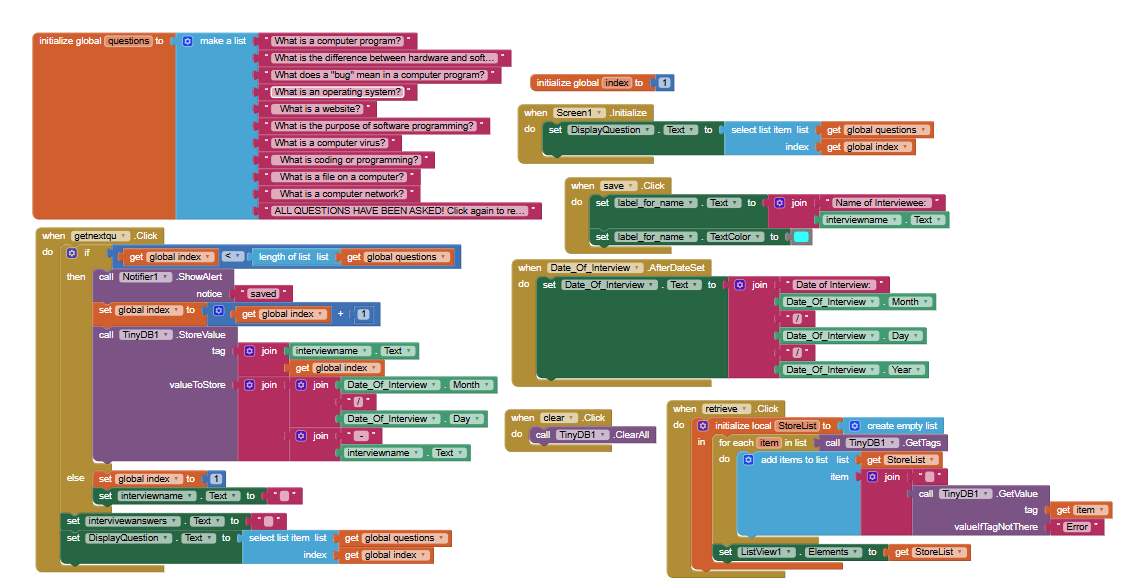 initialize global questions to make a list " What is a computer program? "
" What is the difference between hardware and soft... "
" What does a "bug" mean in a computer program? "
" What is an operating system? "
" What is a website? "
" What is the purpose of software programming? "
" What is a computer virus? "
" What is coding or programming? "
" What is a file on a computer? "
" What is a computer network? "
" ALL QUESTIONS HAVE BEEN ASKED! Click again to re... "
initialize global index to 1
when Screen1 .Initialize
do set DisplayQuestion . Text to select list item list get global questions
index get global index
when save .Click
do set label_for_name . Text to join " Name of Interviewee: "
interviewname . Text
set label_for_name . TextColor to
when getnextqu .Click
do if get global index < length of list list get global questions
then call Notifier1 .ShowAlert
notice " saved "
set global index to get global index + 1
call TinyDB1 .StoreValue
tag join interviewname . Text
get global index
valueToStore join join Date_Of_Interview . Month
" / "
Date_Of_Interview . Day
join " - "
interviewname . Text
else set global index to 1
set interviewname . Text to " "
set intervivewanswers . Text to " "
set DisplayQuestion . Text to select list item list get global questions
index get global index
when Date_Of_Interview .AfterDateSet
do set Date_Of_Interview . Text to join " Date of Interview: "
Date_Of_Interview . Month
" / "
Date_Of_Interview . Day
" / "
Date_Of_Interview . Year
when clear .Click
do call TinyDB1 .ClearAll
when retrieve .Click
do initialize local StoreList to create empty list
in for each item in list call TinyDB1 .GetTags
do add items to list list get StoreList
item join " "
call TinyDB1 .GetValue
tag get item
valueIfTagNotThere " Error "
set ListView1 . Elements to get StoreList